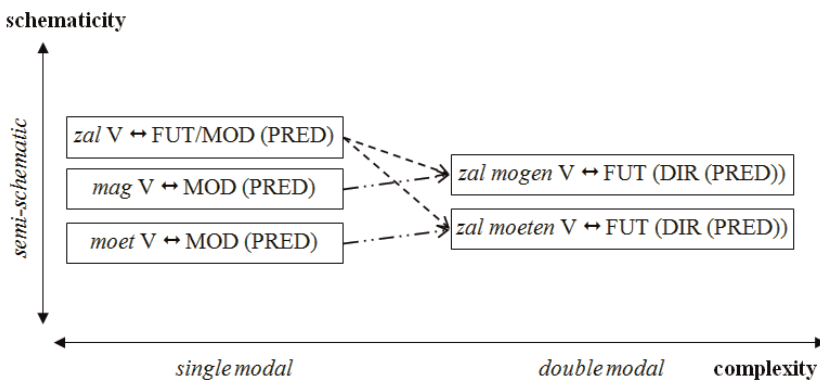 schematicity
semi-schematic
zal V ↔ FUT/MOD (PRED)
mag V ↔ MOD (PRED)
moet V ↔ MOD (PRED)
zal mogen V ↔ FUT (DIR (PRED))
zal moeten V ↔ FUT (DIR (PRED))
single modal
double modal
complexity